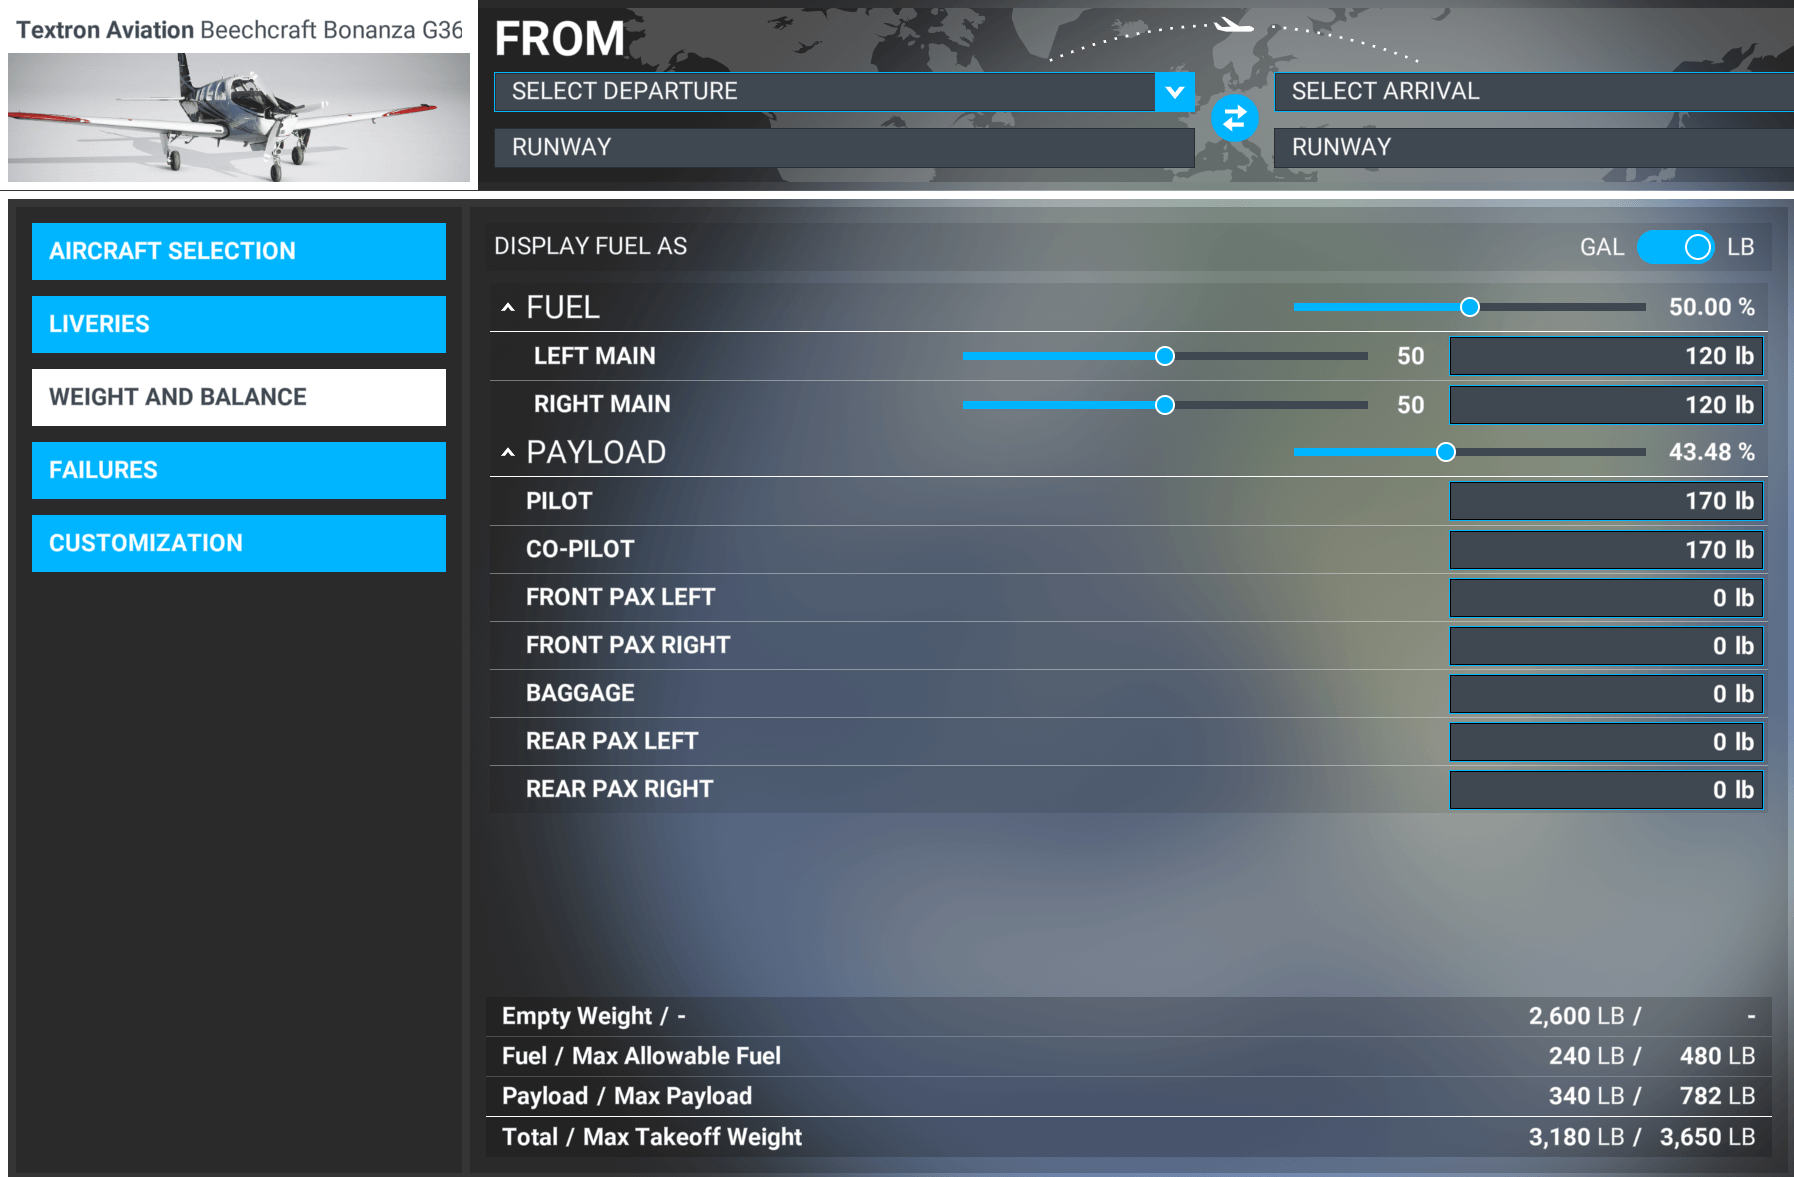 Textron Aviation Beechcraft Bonanza G36
FROM
SELECT DEPARTURE
RUNWAY
SELECT ARRIVAL
RUNWAY
AIRCRAFT SELECTION
LIVERIES
WEIGHT AND BALANCE
FAILURES
CUSTOMIZATION
DISPLAY FUEL AS GAL LB
FUEL 50.00 %
LEFT MAIN 50 120 lb
RIGHT MAIN 50 120 lb
PAYLOAD 43.48 %
PILOT 170 lb
CO-PILOT 170 lb
FRONT PAX LEFT 0 lb
FRONT PAX RIGHT 0 lb
BAGGAGE 0 lb
REAR PAX LEFT 0 lb
REAR PAX RIGHT 0 lb
Empty Weight / - 2,600 LB / -
Fuel / Max Allowable Fuel 240 LB / 480 LB
Payload / Max Payload 340 LB / 782 LB
Total / Max Takeoff Weight 3,180 LB / 3,650 LB